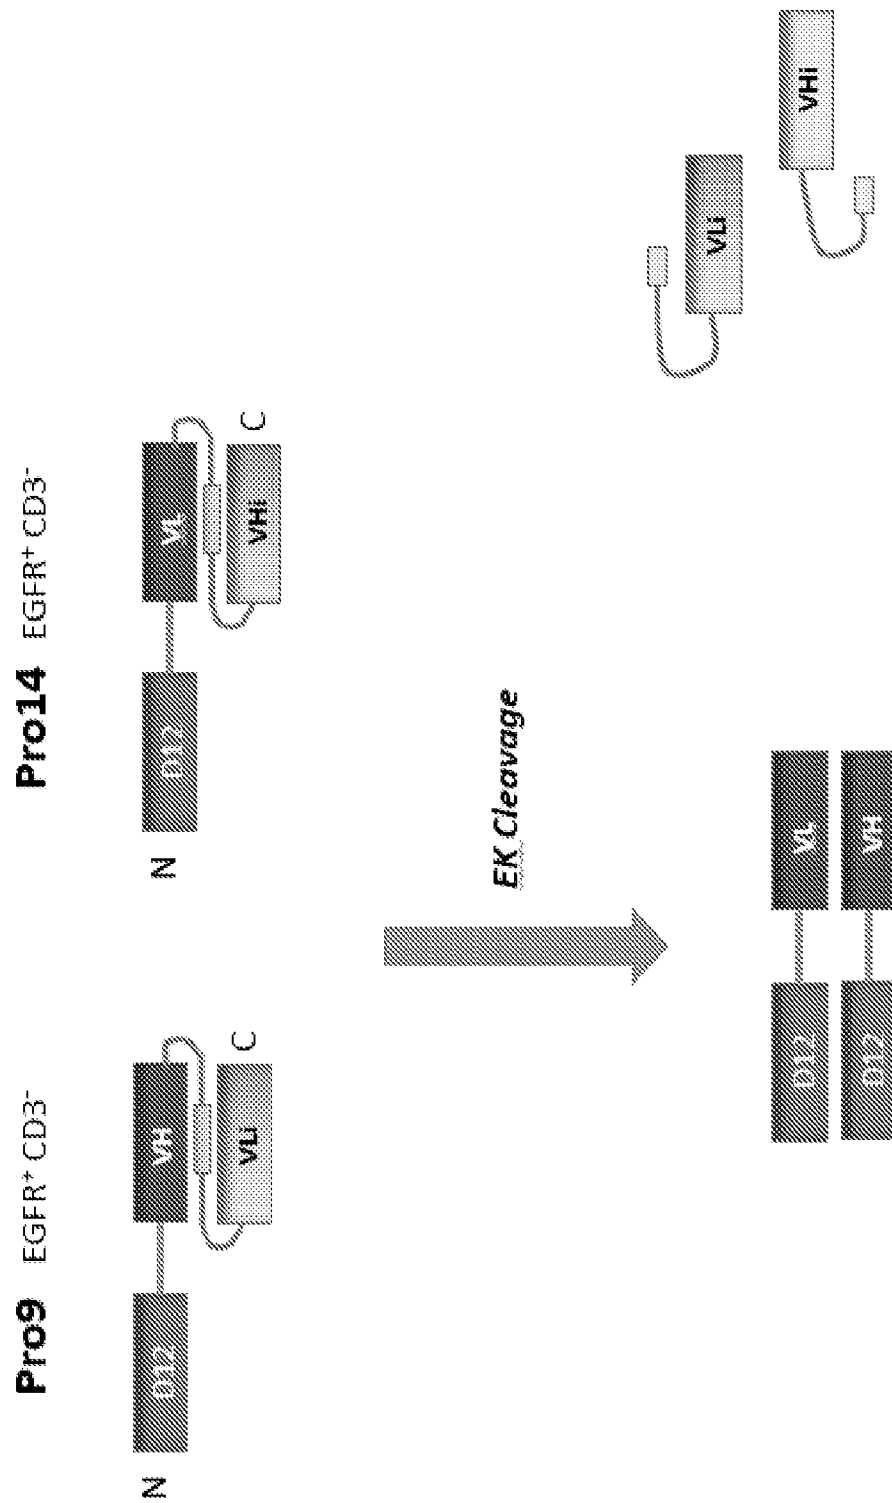 Pro9 EGFR⁺ CD3⁻
Pro14 EGFR⁺ CD3⁻
N D12 VH
VLi C
N D12 VL
VHi C
EK Cleavage
D12 VL
D12 VH
VLi
VHi